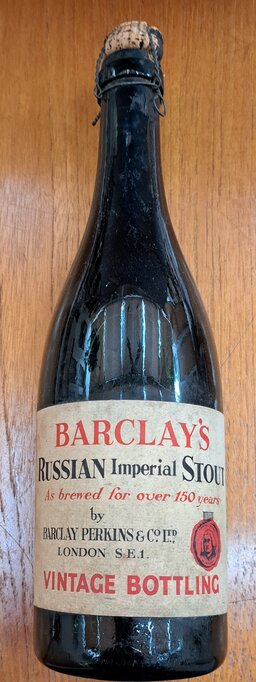 BARCLAY'S
RUSSIAN Imperial STOUT
As brewed for over 150 years
by
BARCLAY PERKINS & Co. LTD.
LONDON S.E.1.
VINTAGE BOTTLING